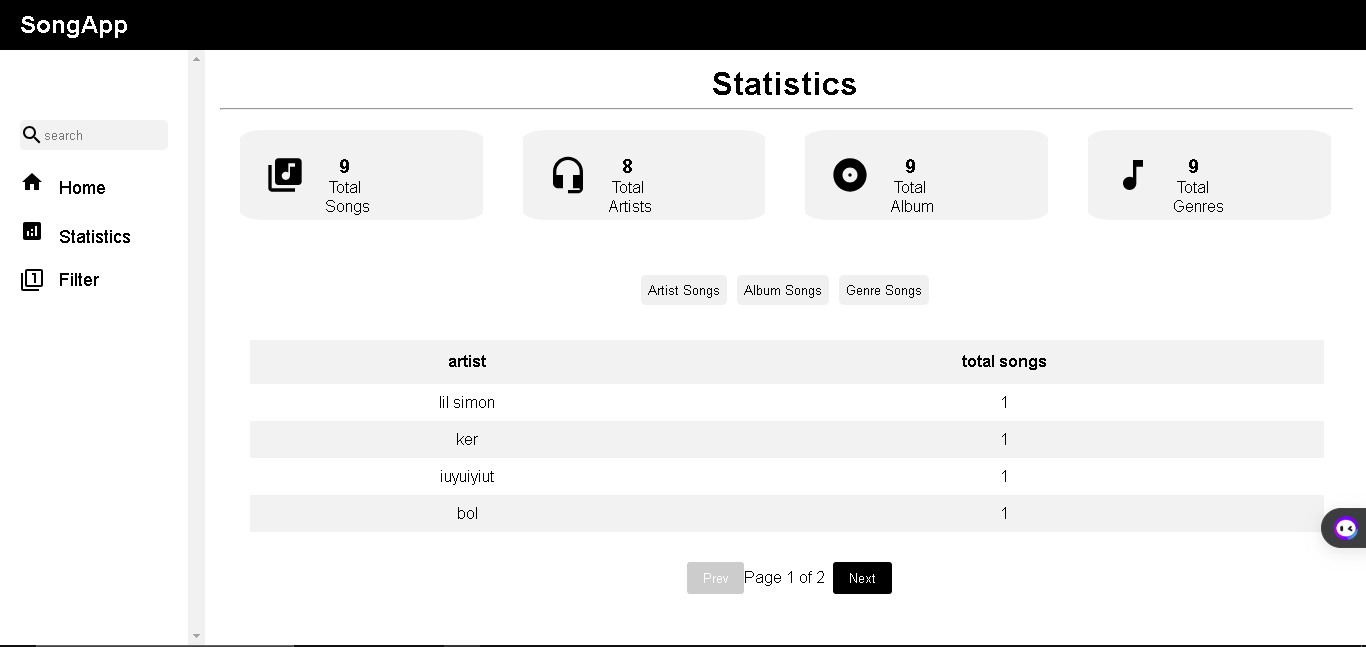 SongApp
search
Home
Statistics
Filter
Statistics
9
Total
Songs
8
Total
Artists
9
Total
Album
9
Total
Genres
Artist Songs Album Songs Genre Songs
artist total songs
lil simon 1
ker 1
iuyuiyiut 1
bol 1
Prev Page 1 of 2 Next